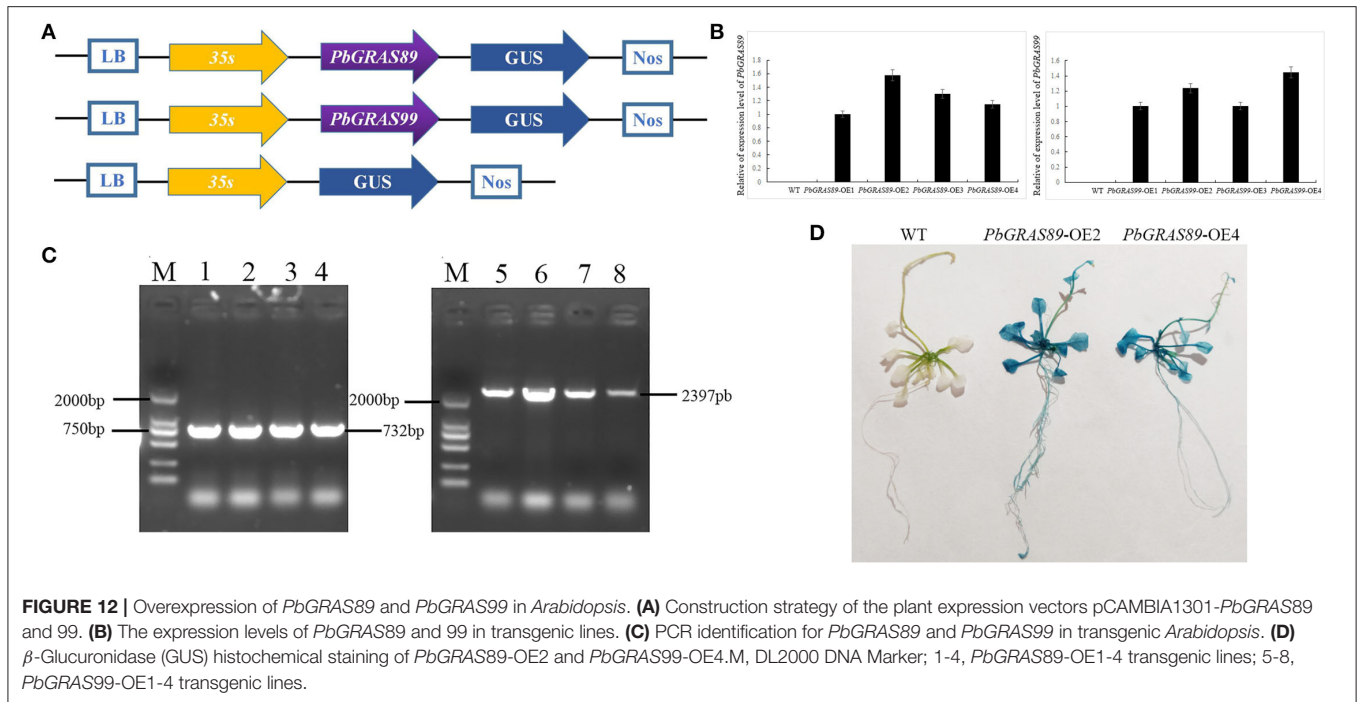 A
LB 35s PbGRAS89 GUS Nos
LB 35s PbGRAS99 GUS Nos
LB 35s GUS Nos
B
Relative of expression level of PbGRAS89
1.8
1.6
1.4
1.2
1
0.8
0.6
0.4
0.2
0
WT PbGRAS89-OE1 PbGRAS89-OE2 PbGRAS89-OE3 PbGRAS89-OE4
Relative of expression level of PbGRAS99
1.6
1.4
1.2
1
0.8
0.6
0.4
0.2
0
WT PbGRAS99-OE1 PbGRAS99-OE2 PbGRAS99-OE3 PbGRAS99-OE4
C
M 1 2 3 4
2000bp
750bp
732bp
M 5 6 7 8
2000bp
2397pb
D
WT PbGRAS89-OE2 PbGRAS89-OE4
FIGURE 12 | Overexpression of PbGRAS89 and PbGRAS99 in Arabidopsis. (A) Construction strategy of the plant expression vectors pCAMBIA1301-PbGRAS89
and 99. (B) The expression levels of PbGRAS89 and 99 in transgenic lines. (C) PCR identification for PbGRAS89 and PbGRAS99 in transgenic Arabidopsis. (D)
β-Glucuronidase (GUS) histochemical staining of PbGRAS89-OE2 and PbGRAS99-OE4.M, DL2000 DNA Marker; 1-4, PbGRAS89-OE1-4 transgenic lines; 5-8,
PbGRAS99-OE1-4 transgenic lines.